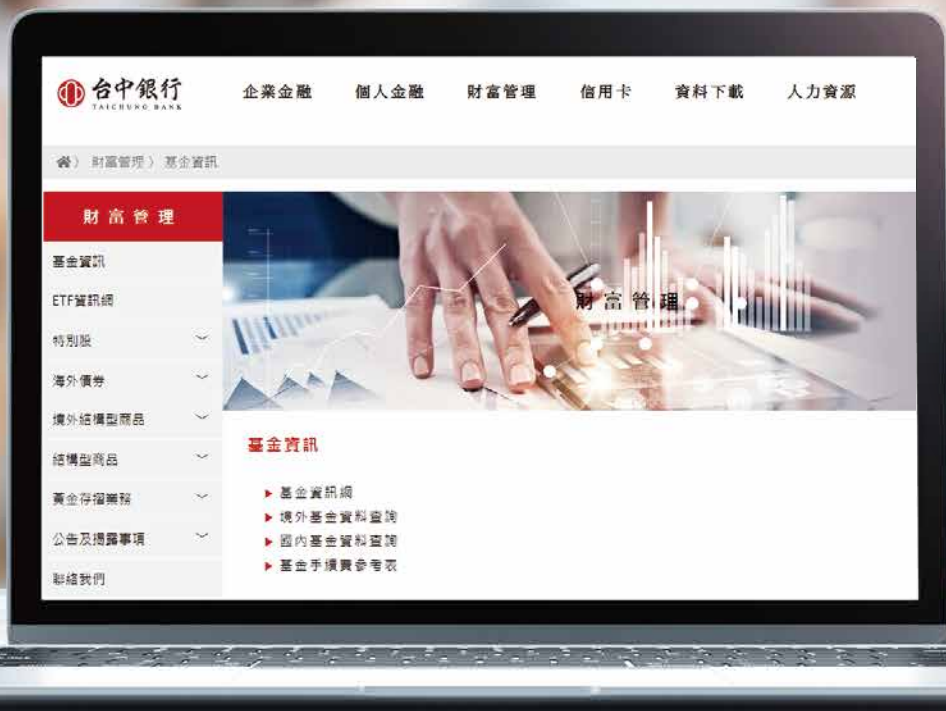 台中銀行
TAICHUNG BANK
企業金融 個人金融 財富管理 信用卡 資料下載 人力資源
財富管理 〉 基金資訊
財富管理
基金資訊
ETF資訊網
特別股
海外債券
境外結構型商品
結構型商品
黃金存摺業務
公告及揭露事項
聯絡我們
財富管理
基金資訊
基金資訊網
境外基金資料查詢
國內基金資料查詢
基金手續費參考表